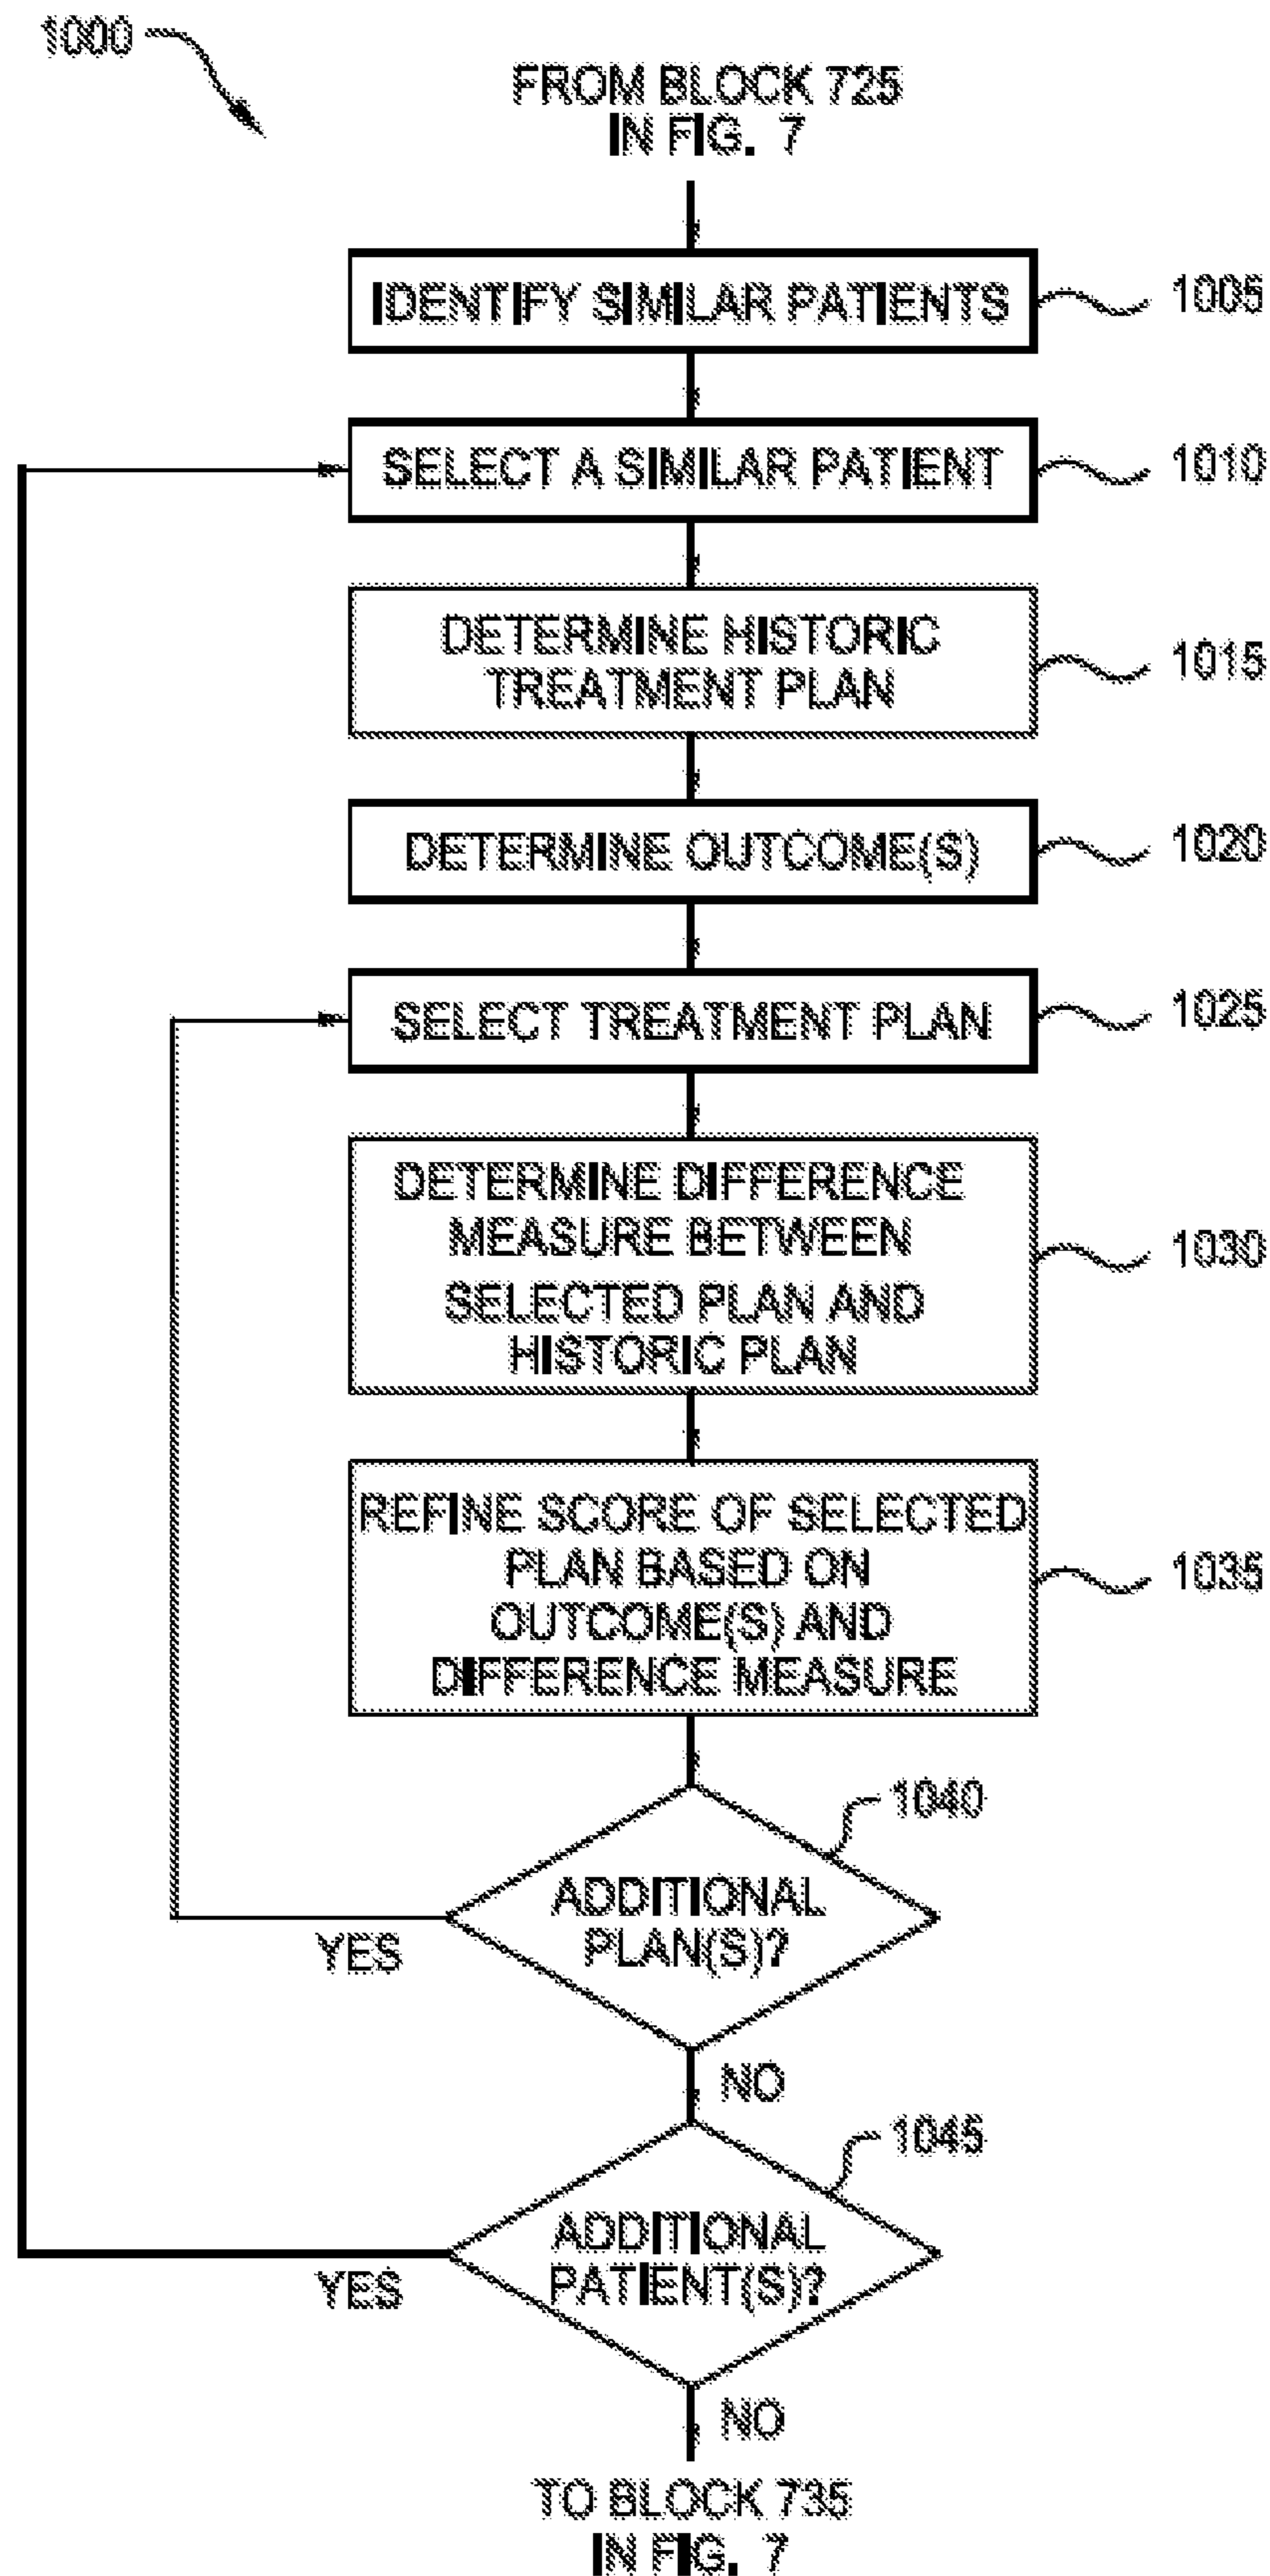 1000
FROM BLOCK 725
IN FIG. 7
IDENTIFY SIMILAR PATIENTS
1005
SELECT A SIMILAR PATIENT
1010
DETERMINE HISTORIC
TREATMENT PLAN
1015
DETERMINE OUTCOME(S)
1020
SELECT TREATMENT PLAN
1025
DETERMINE DIFFERENCE
MEASURE BETWEEN
SELECTED PLAN AND
HISTORIC PLAN
1030
REFINE SCORE OF SELECTED
PLAN BASED ON
OUTCOME(S) AND
DIFFERENCE MEASURE
1035
1040
ADDITIONAL
PLAN(S)?
YES
NO
1045
ADDITIONAL
PATIENT(S)?
YES
NO
TO BLOCK 735
IN FIG. 7